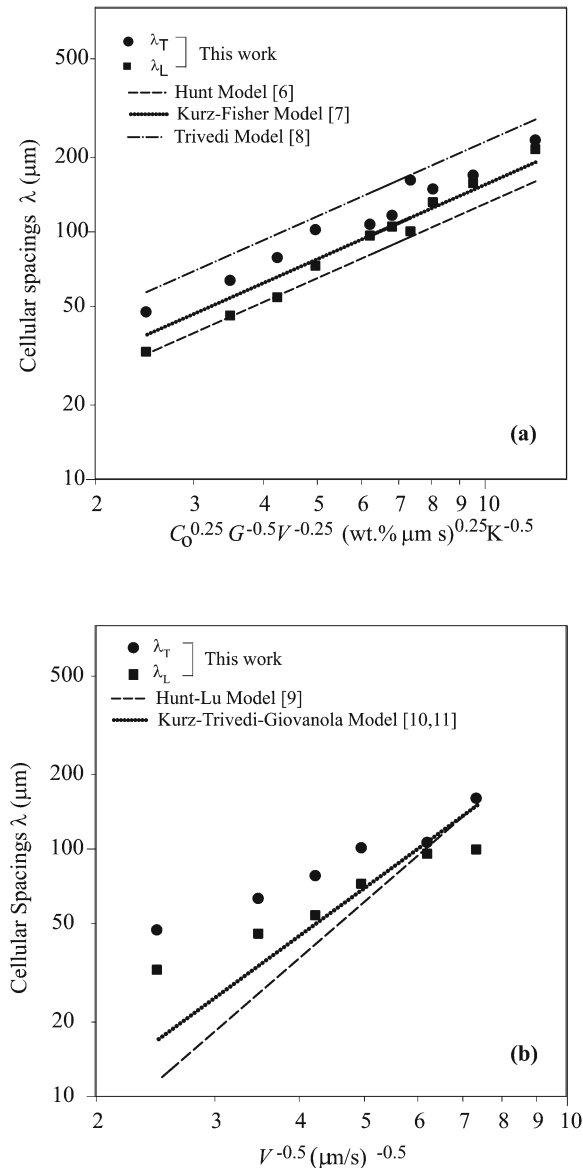 500
200
100
50
20
10
Cellular spacings λ (μm)
λT
λL
This work
Hunt Model [6]
Kurz-Fisher Model [7]
Trivedi Model [8]
(a)
2 3 4 5 6 7 8 9 10
Co^0.25 G^-0.5 V^-0.25 (wt.% μm s)^0.25 K^-0.5
500
200
100
50
20
10
Cellular Spacings λ (μm)
λT
λL
This work
Hunt-Lu Model [9]
Kurz-Trivedi-Giovanola Model [10,11]
(b)
2 3 4 5 6 7 8 9 10
V^-0.5 (μm/s)^-0.5